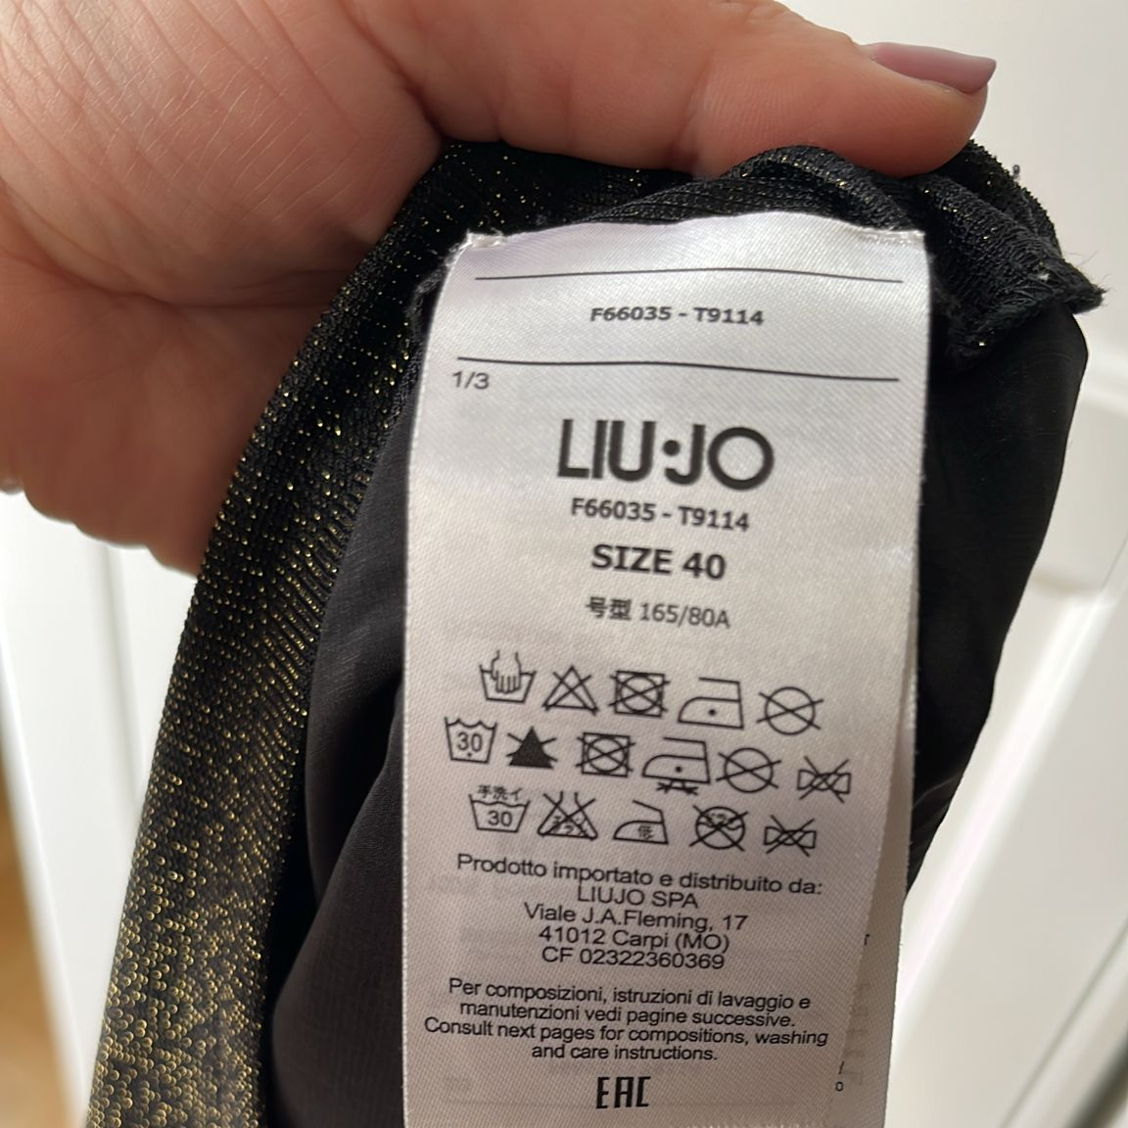 F66035 - T9114
1/3
LIU·JO
F66035 - T9114
SIZE 40
号型 165/80A
30
手洗イ
30
低
Prodotto importato e distribuito da:
LIUJO SPA
Viale J.A.Fleming, 17
41012 Carpi (MO)
CF 02322360369
Per composizioni, istruzioni di lavaggio e
manutenzioni vedi pagine successive.
Consult next pages for compositions, washing
and care instructions.
EAC